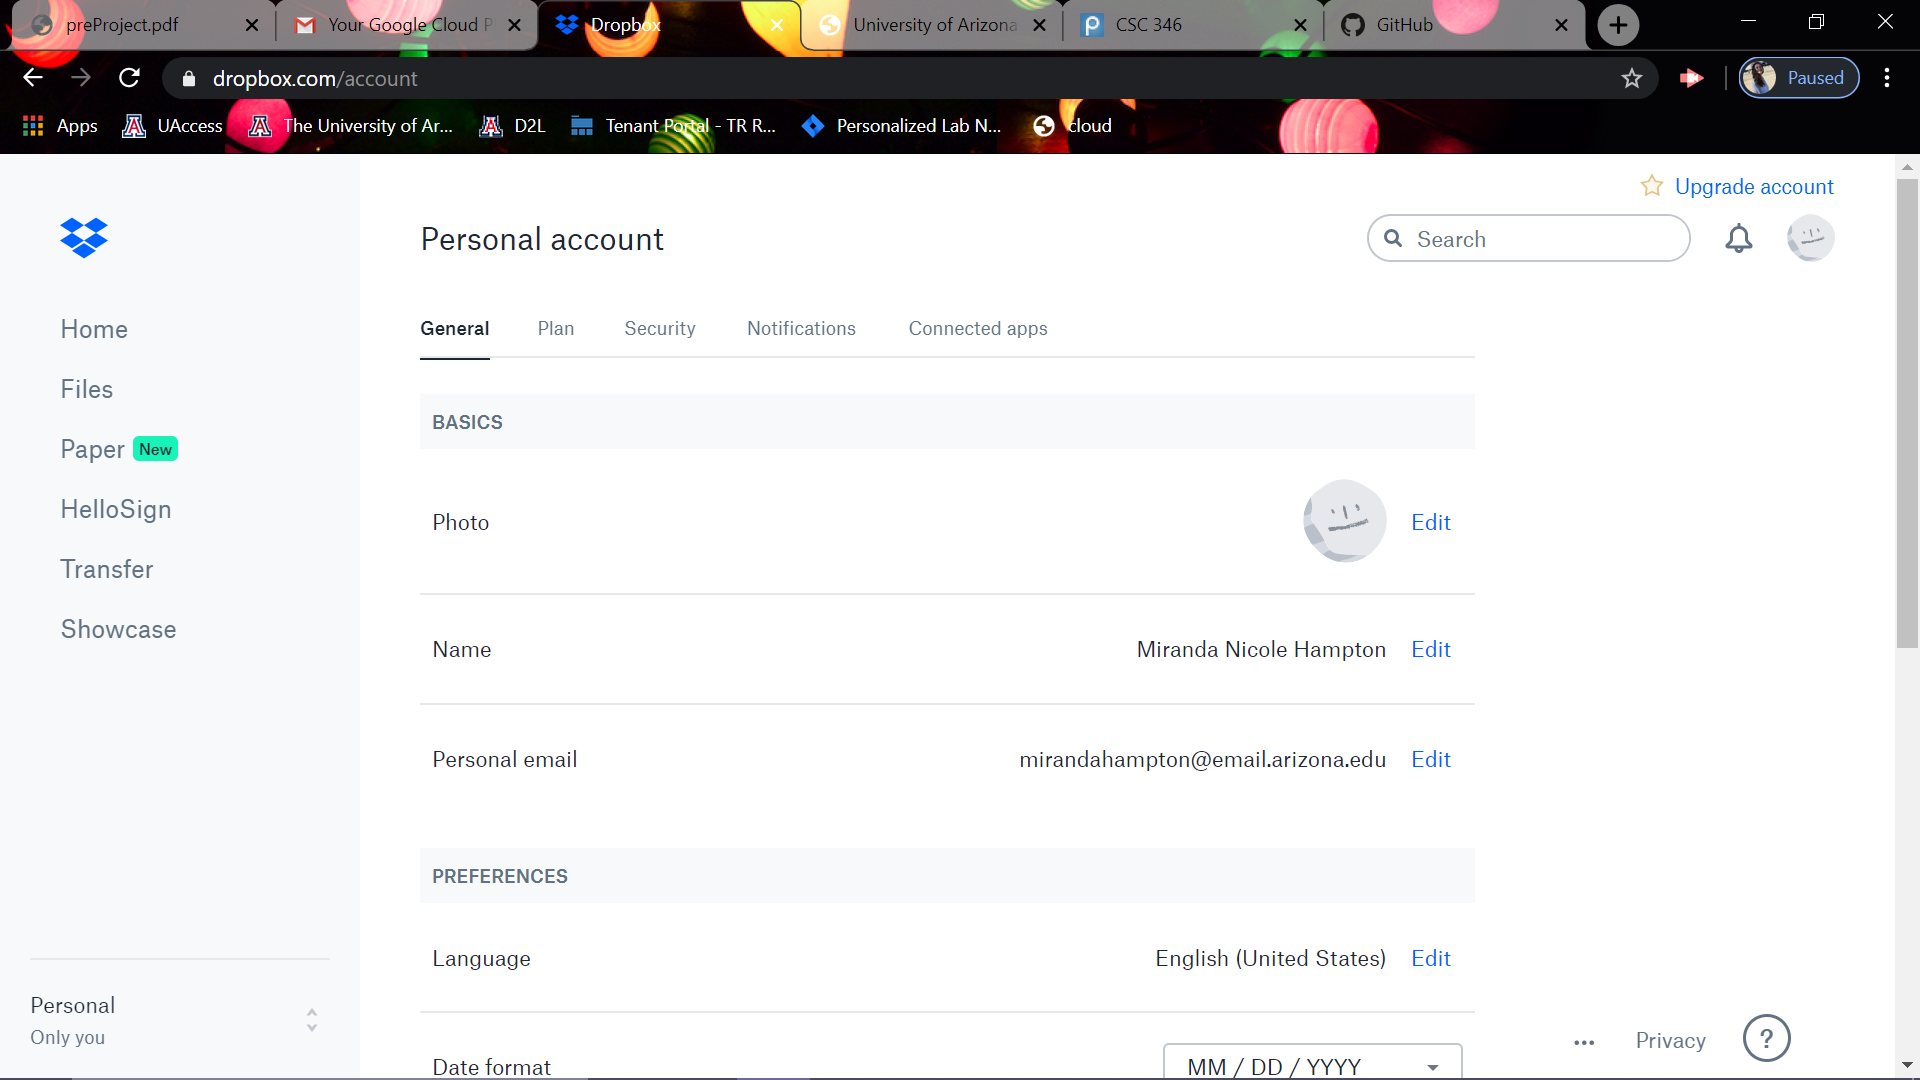 preProject.pdf
Your Google Cloud P
Dropbox
University of Arizona
CSC 346
GitHub
dropbox.com/account
Paused
Apps
UAccess
The University of Ar...
D2L
Tenant Portal - TR R...
Personalized Lab N...
cloud
Upgrade account
Personal account
Search
Home
Files
Paper New
HelloSign
Transfer
Showcase
General
Plan
Security
Notifications
Connected apps
BASICS
Photo
Edit
Name
Miranda Nicole Hampton
Edit
Personal email
mirandahampton@email.arizona.edu
Edit
PREFERENCES
Language
English (United States)
Edit
Date format
MM / DD / YYYY
Personal
Only you
... Privacy ?